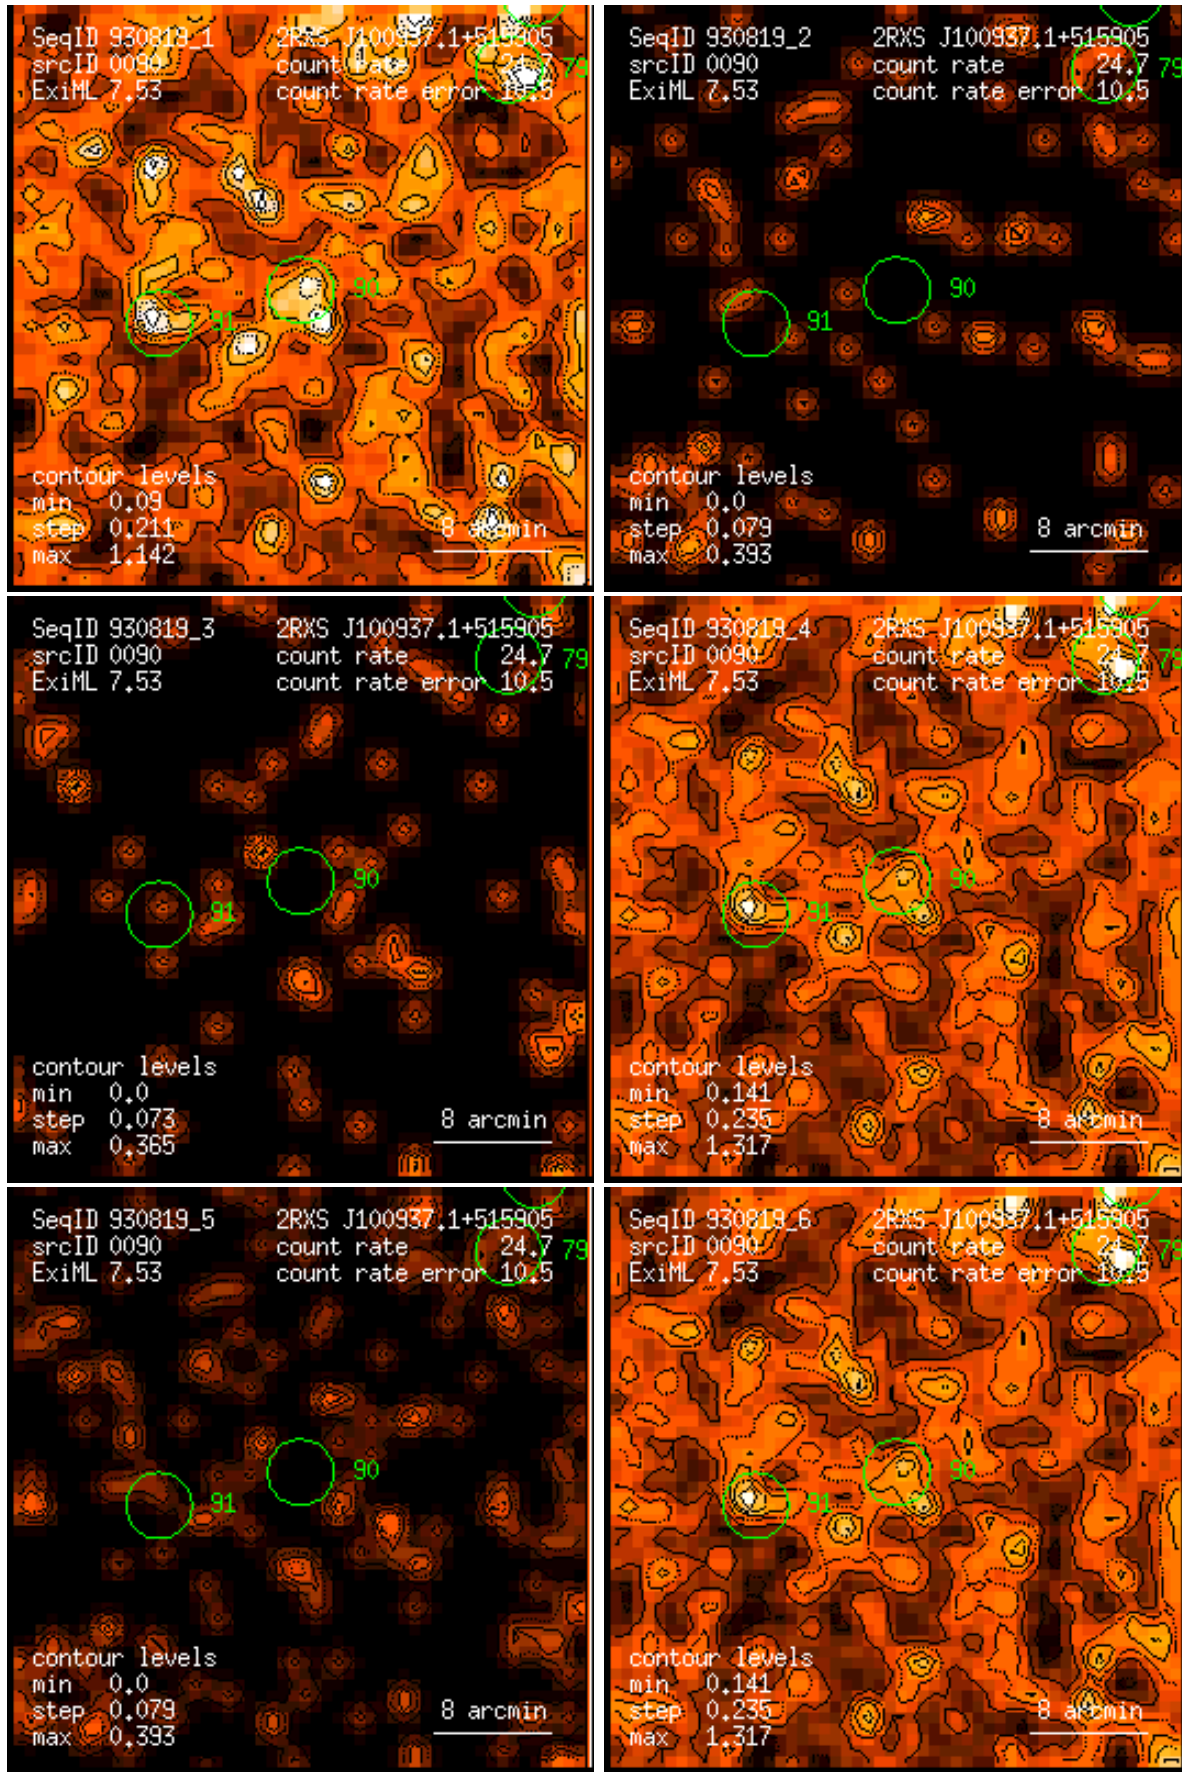 SeqID 930819_1 2RXS J100937.1+515905
srcID 0090 count rate 24.7 79
ExiML 7.53 count rate error 10.5
90
91
contour levels
min 0.09
step 0.211 8 arcmin
max 1.142
SeqID 930819_2 2RXS J100937.1+515905
srcID 0090 count rate 24.7 79
ExiML 7.53 count rate error 10.5
90
91
contour levels
min 0.0
step 0.079 8 arcmin
max 0.393
SeqID 930819_3 2RXS J100937.1+515905
srcID 0090 count rate 24.7 79
ExiML 7.53 count rate error 10.5
90
91
contour levels
min 0.0
step 0.073 8 arcmin
max 0.365
SeqID 930819_4 2RXS J100937.1+515905
srcID 0090 count rate 24.7 79
ExiML 7.53 count rate error 10.5
90
91
contour levels
min 0.141
step 0.235 8 arcmin
max 1.317
SeqID 930819_5 2RXS J100937.1+515905
srcID 0090 count rate 24.7 79
ExiML 7.53 count rate error 10.5
90
91
contour levels
min 0.0
step 0.079 8 arcmin
max 0.393
SeqID 930819_6 2RXS J100937.1+515905
srcID 0090 count rate 24.7 79
ExiML 7.53 count rate error 10.5
90
91
contour levels
min 0.141
step 0.235 8 arcmin
max 1.317